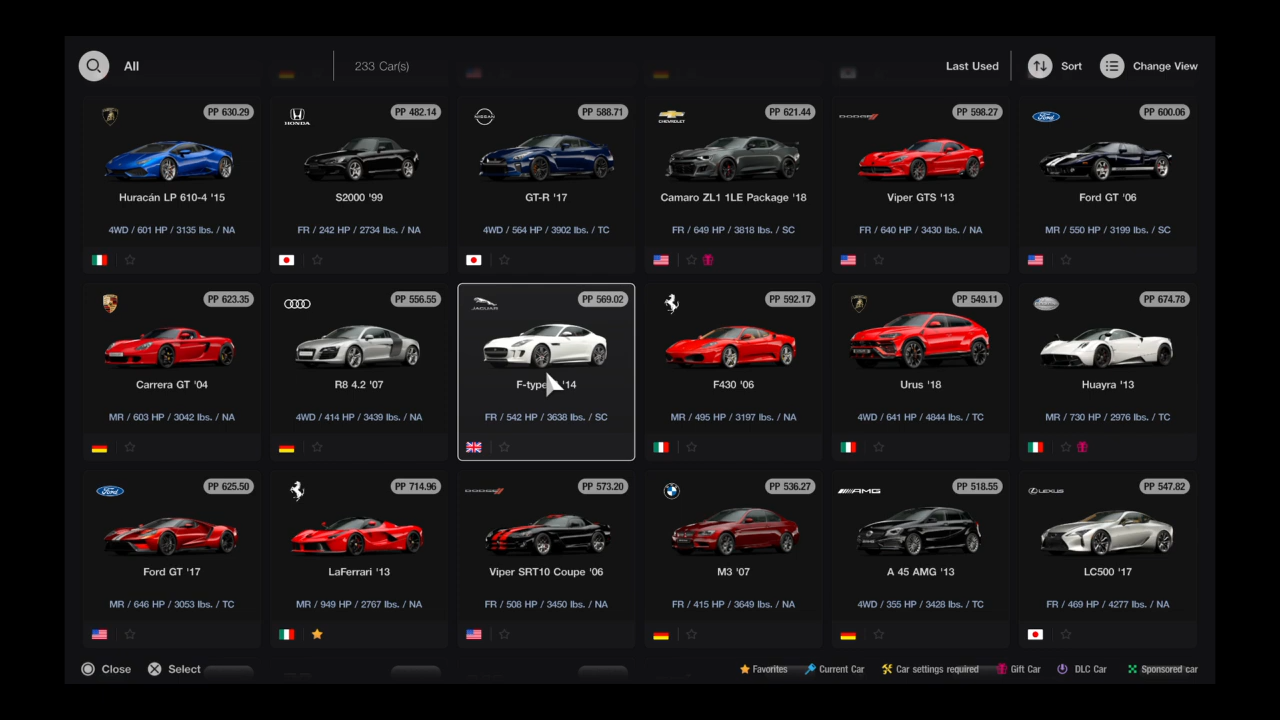 All
233 Car(s)
Last Used
Sort
Change View
PP 630.29
HONDA
PP 482.14
NISSAN
PP 588.71
CHEVROLET
PP 621.44
DODGE
PP 598.27
Ford
PP 600.06
Huracán LP 610-4 '15
S2000 '99
GT-R '17
Camaro ZL1 1LE Package '18
Viper GTS '13
Ford GT '06
4WD / 601 HP / 3135 lbs. / NA
FR / 242 HP / 2734 lbs. / NA
4WD / 564 HP / 3902 lbs. / TC
FR / 649 HP / 3818 lbs. / SC
FR / 640 HP / 3430 lbs. / NA
MR / 550 HP / 3199 lbs. / SC
PP 623.35
PP 556.55
JAGUAR
PP 569.02
PP 592.17
PP 549.11
PP 674.78
Carrera GT '04
R8 4.2 '07
F-type '14
F430 '06
Urus '18
Huayra '13
MR / 603 HP / 3042 lbs. / NA
4WD / 414 HP / 3439 lbs. / NA
FR / 542 HP / 3638 lbs. / SC
MR / 495 HP / 3197 lbs. / NA
4WD / 641 HP / 4844 lbs. / TC
MR / 730 HP / 2976 lbs. / TC
Ford
PP 625.50
PP 714.96
DODGE
PP 573.20
PP 536.27
AMG
PP 518.55
LEXUS
PP 547.82
Ford GT '17
LaFerrari '13
Viper SRT10 Coupe '06
M3 '07
A 45 AMG '13
LC500 '17
MR / 646 HP / 3053 lbs. / TC
MR / 949 HP / 2767 lbs. / NA
FR / 508 HP / 3450 lbs. / NA
FR / 415 HP / 3649 lbs. / NA
4WD / 355 HP / 3428 lbs. / TC
FR / 469 HP / 4277 lbs. / NA
Close
Select
Favorites
Current Car
Car settings required
Gift Car
DLC Car
Sponsored car